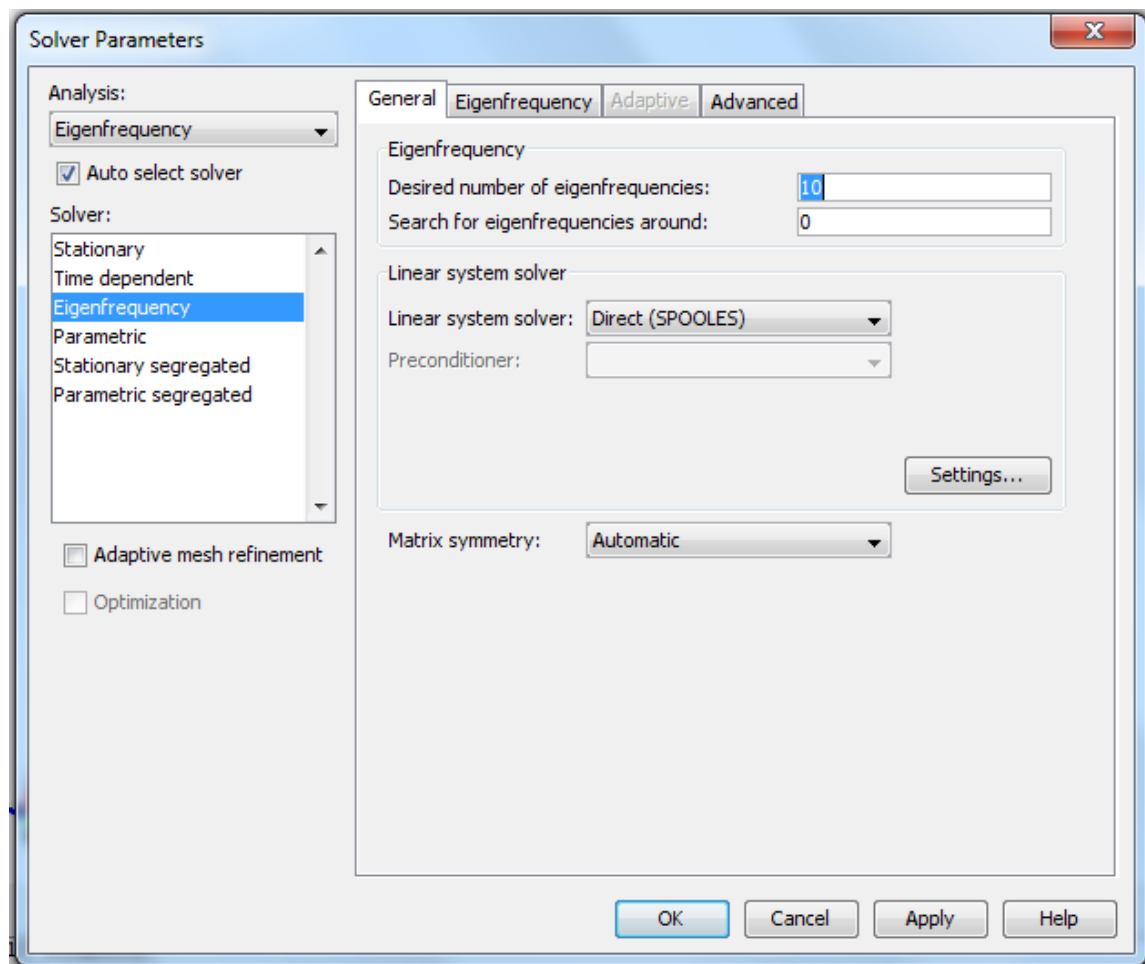 Solver Parameters
Analysis:
Eigenfrequency
Auto select solver
Solver:
Stationary
Time dependent
Eigenfrequency
Parametric
Stationary segregated
Parametric segregated
Adaptive mesh refinement
Optimization
General Eigenfrequency Adaptive Advanced
Eigenfrequency
Desired number of eigenfrequencies: 10
Search for eigenfrequencies around: 0
Linear system solver
Linear system solver: Direct (SPOOLES)
Preconditioner:
Settings...
Matrix symmetry: Automatic
OK Cancel Apply Help